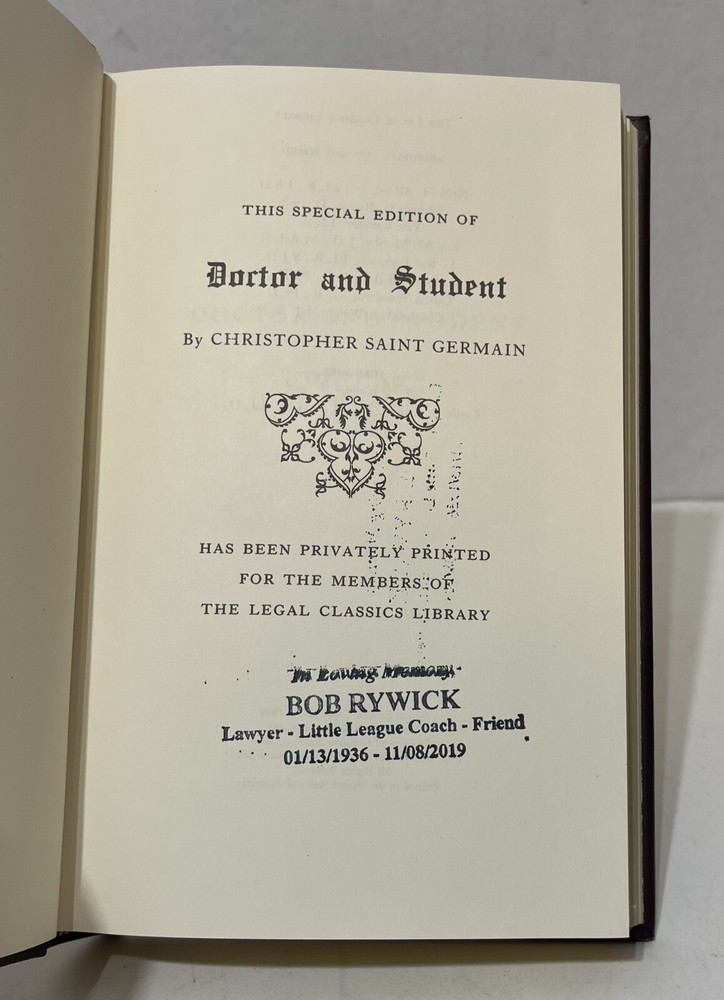 THIS SPECIAL EDITION OF
Doctor and Student
By CHRISTOPHER SAINT GERMAIN
HAS BEEN PRIVATELY PRINTED
FOR THE MEMBERS OF
THE LEGAL CLASSICS LIBRARY
In Loving Memory
BOB RYWICK
Lawyer - Little League Coach - Friend
01/13/1936 - 11/08/2019